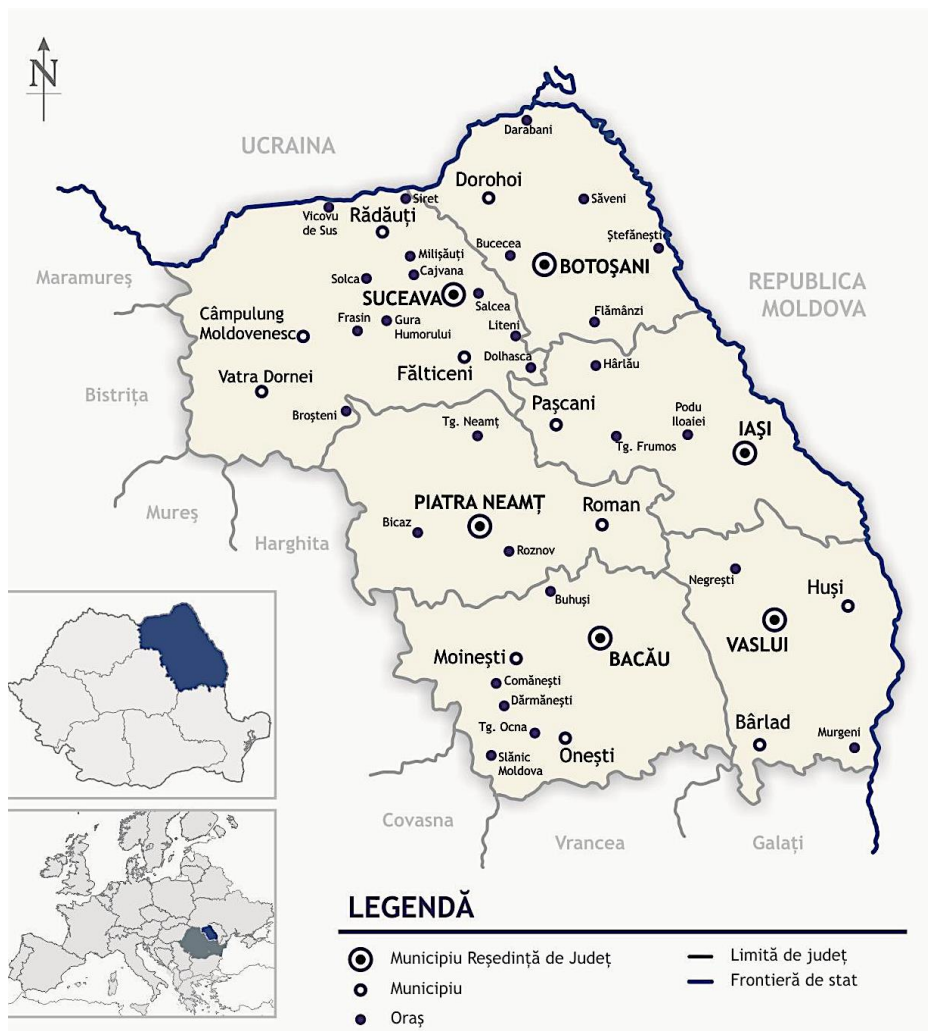 N
UCRAINA
Darabani
Dorohoi
Siret
Săveni
Vicovu
de Sus
Rădăuți
Ștefănești
Bucecea
Milișăuți
Cajvana
BOTOȘANI
Maramureș
Solca
REPUBLICA
MOLDOVA
SUCEAVA
Salcea
Câmpulung
Moldovenesc
Frasin
Gura
Humorului
Liteni
Flămânzi
Dolhasca
Hârlău
Fălticeni
Vatra Dornei
Bistrița
Broșteni
Pașcani
Podu
Iloaiei
Tg. Neamț
IAȘI
Tg. Frumos
PIATRA NEAMȚ
Roman
Mureș
Bicaz
Harghita
Roznov
Negrești
Huși
Buhuși
VASLUI
BACĂU
Moinești
Comănești
Dărmănești
Tg. Ocna
Bârlad
Murgeni
Onești
Slănic
Moldova
Covasna
Vrancea
Galați
LEGENDĂ
Municipiu Reședință de Județ
Municipiu
Oraș
Limită de județ
Frontieră de stat